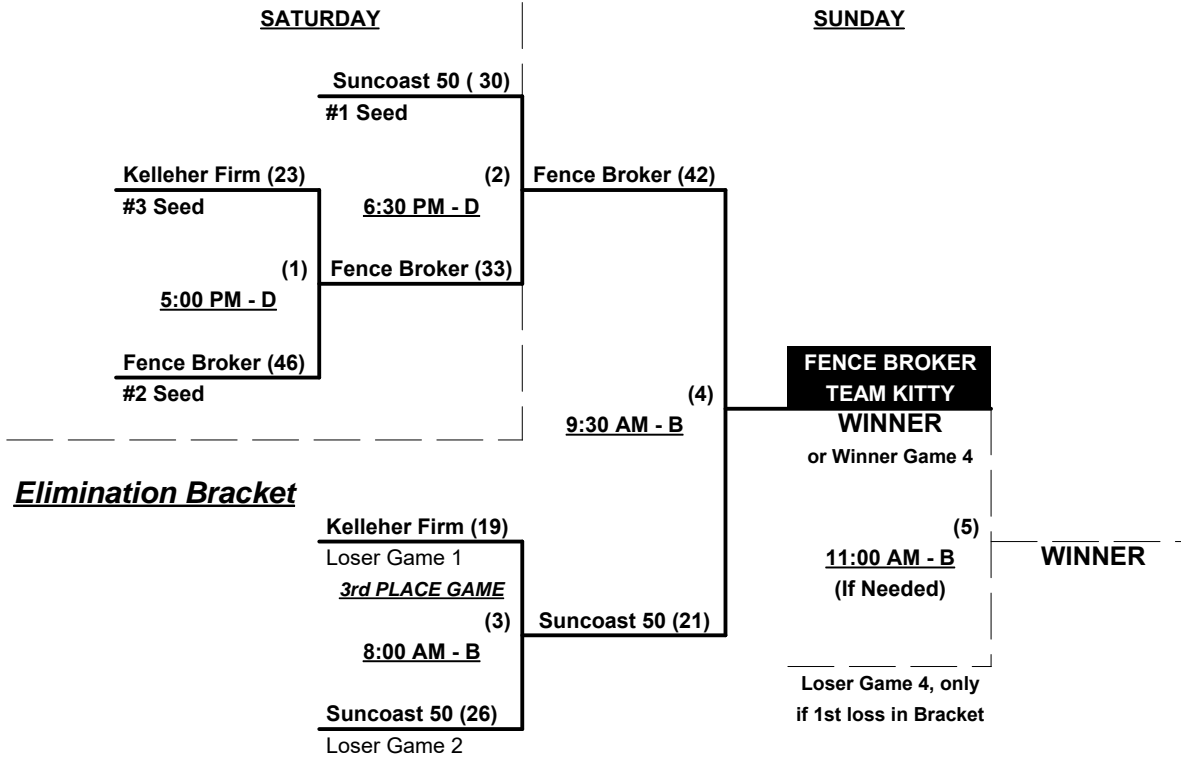 SATURDAY
SUNDAY
Suncoast 50 ( 30)
#1 Seed
Kelleher Firm (23)
(2)
Fence Broker (42)
#3 Seed
6:30 PM - D
(1)
Fence Broker (33)
5:00 PM - D
Fence Broker (46)
#2 Seed
FENCE BROKER
TEAM KITTY
(4)
9:30 AM - B
WINNER
or Winner Game 4
Elimination Bracket
Kelleher Firm (19)
Loser Game 1
3rd PLACE GAME
(3)
Suncoast 50 (21)
8:00 AM - B
(5)
11:00 AM - B
(If Needed)
WINNER
Suncoast 50 (26)
Loser Game 2
Loser Game 4, only
if 1st loss in Bracket